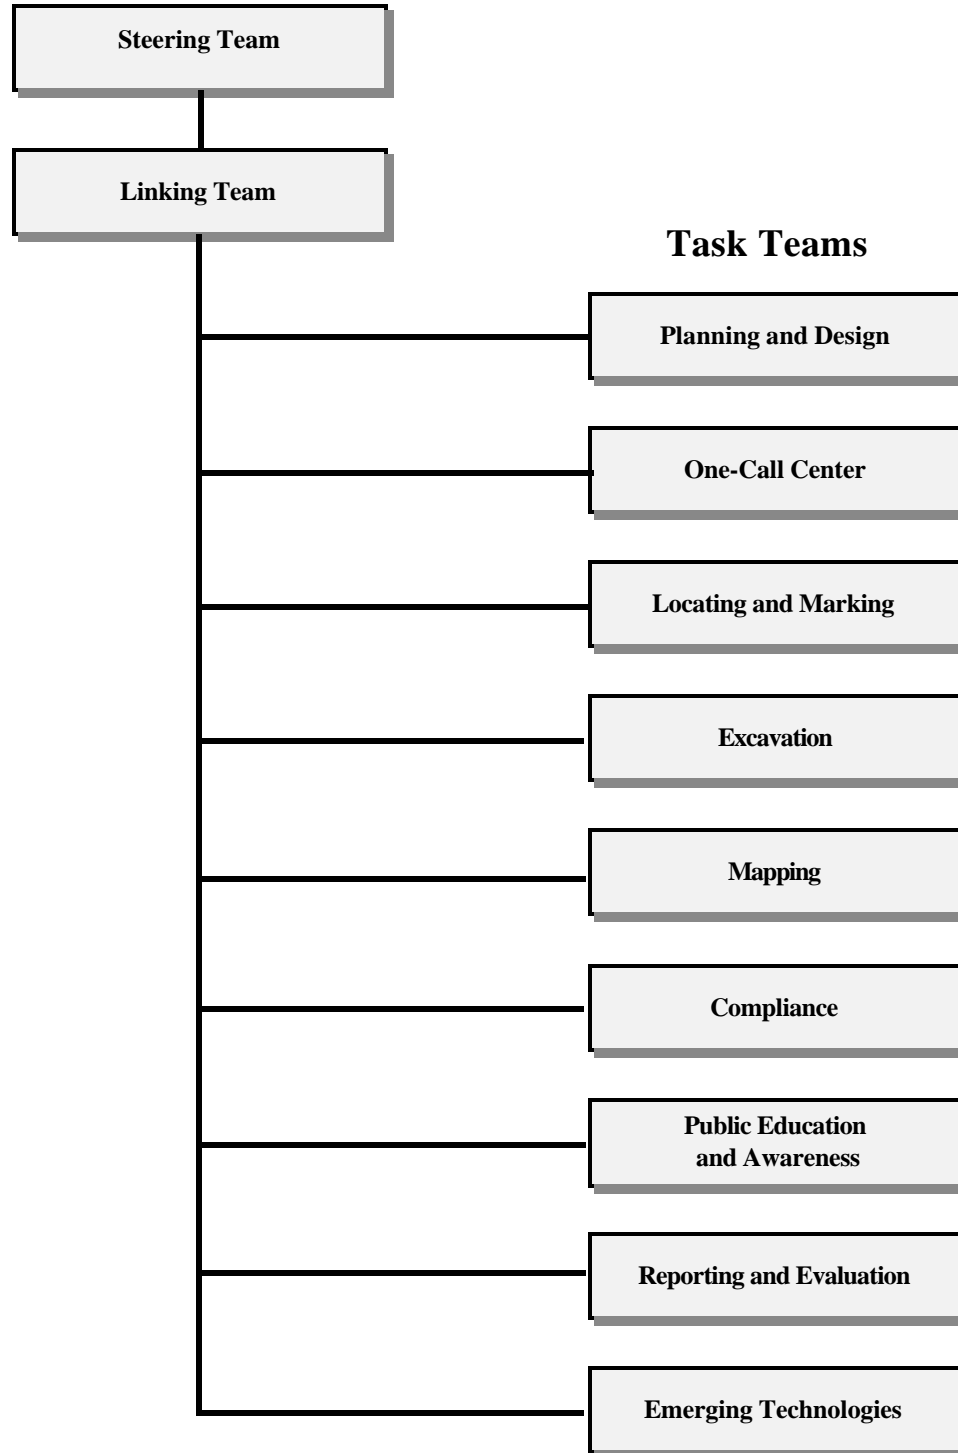 Steering Team
Linking Team
Task Teams
Planning and Design
One-Call Center
Locating and Marking
Excavation
Mapping
Compliance
Public Education
and Awareness
Reporting and Evaluation
Emerging Technologies